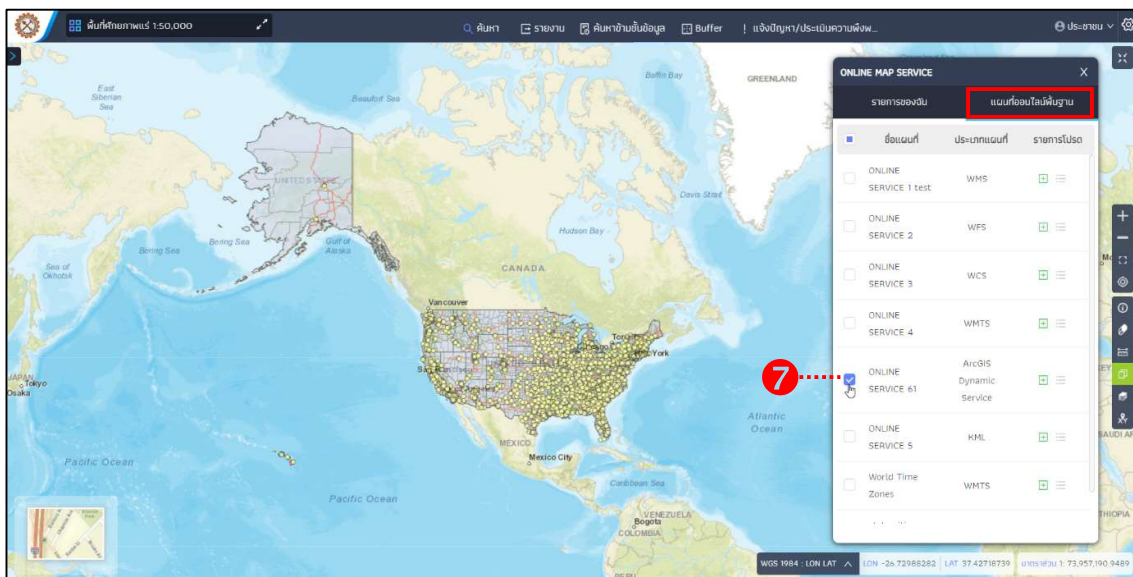 พื้นที่ศักยภาพแร่ 1:50,000
ค้นหา
รายงาน
ค้นหาข้ามชั้นข้อมูล
Buffer
! แจ้งปัญหา/ประเมินความพึงพ...
ประชาชน
East
Siberian
Sea
Beaufort Sea
Baffin Bay
GREENLAND
UNITED
Davis Strait
Hudson Bay
Bering Sea
Bering Sea
Gulf of
Alaska
Sea of
Okhotsk
CANADA
Vancouver
York
JAPAN
Tokyo
Osaka
Atlantic
Ocean
MÉXICO
Mexico City
Pacific Ocean
Pacific Ocean
Caribbean Sea
VENEZUELA
Bogota
COLOMBIA
PERU
ONLINE MAP SERVICE X
รายการของฉัน แผนที่ออนไลน์พื้นฐาน
ชื่อแผนที่ ประเภทแผนที่ รายการโปรด
ONLINE
SERVICE 1 test WMS
ONLINE
SERVICE 2 WFS
ONLINE
SERVICE 3 WCS
ONLINE
SERVICE 4 WMTS
7
ONLINE
SERVICE 61
ArcGIS
Dynamic
Service
ONLINE
SERVICE 5 KML
World Time
Zones WMTS
WGS 1984 : LON LAT LON -26.72988282 LAT 37.42718739 มาตราส่วน 1: 73,957,190.9489